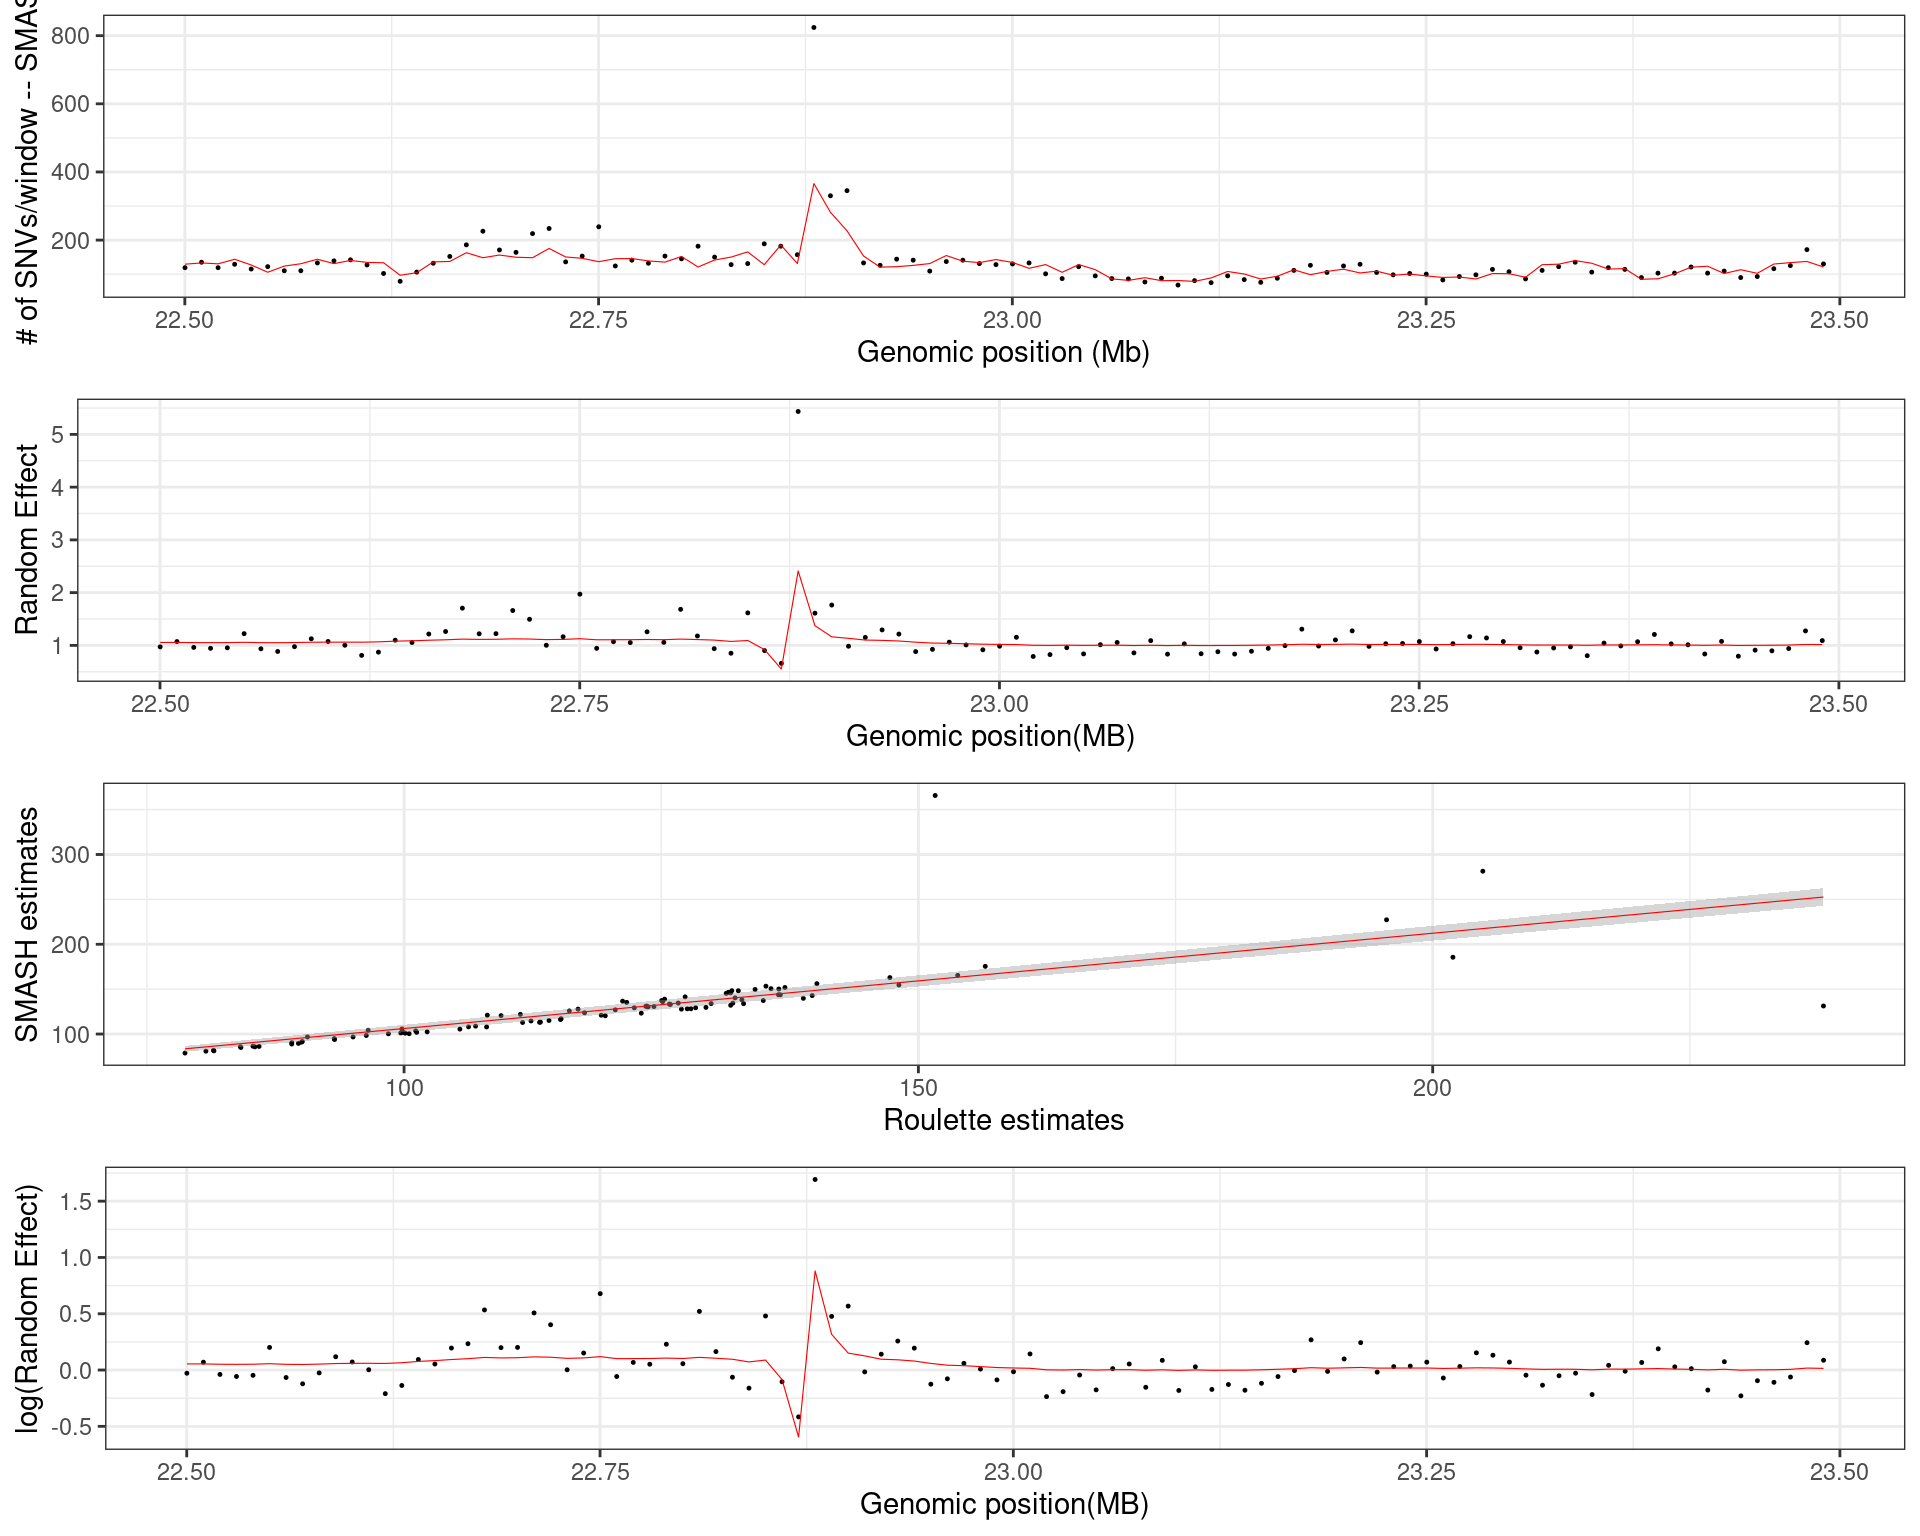 # of SNVs/window -- SMAS
800
600
400
200
22.50 22.75 23.00 23.25 23.50
Genomic position (Mb)
Random Effect
5
4
3
2
1
22.50 22.75 23.00 23.25 23.50
Genomic position(MB)
SMASH estimates
300
200
100
100 150 200
Roulette estimates
log(Random Effect)
1.5
1.0
0.5
0.0
-0.5
22.50 22.75 23.00 23.25 23.50
Genomic position(MB)